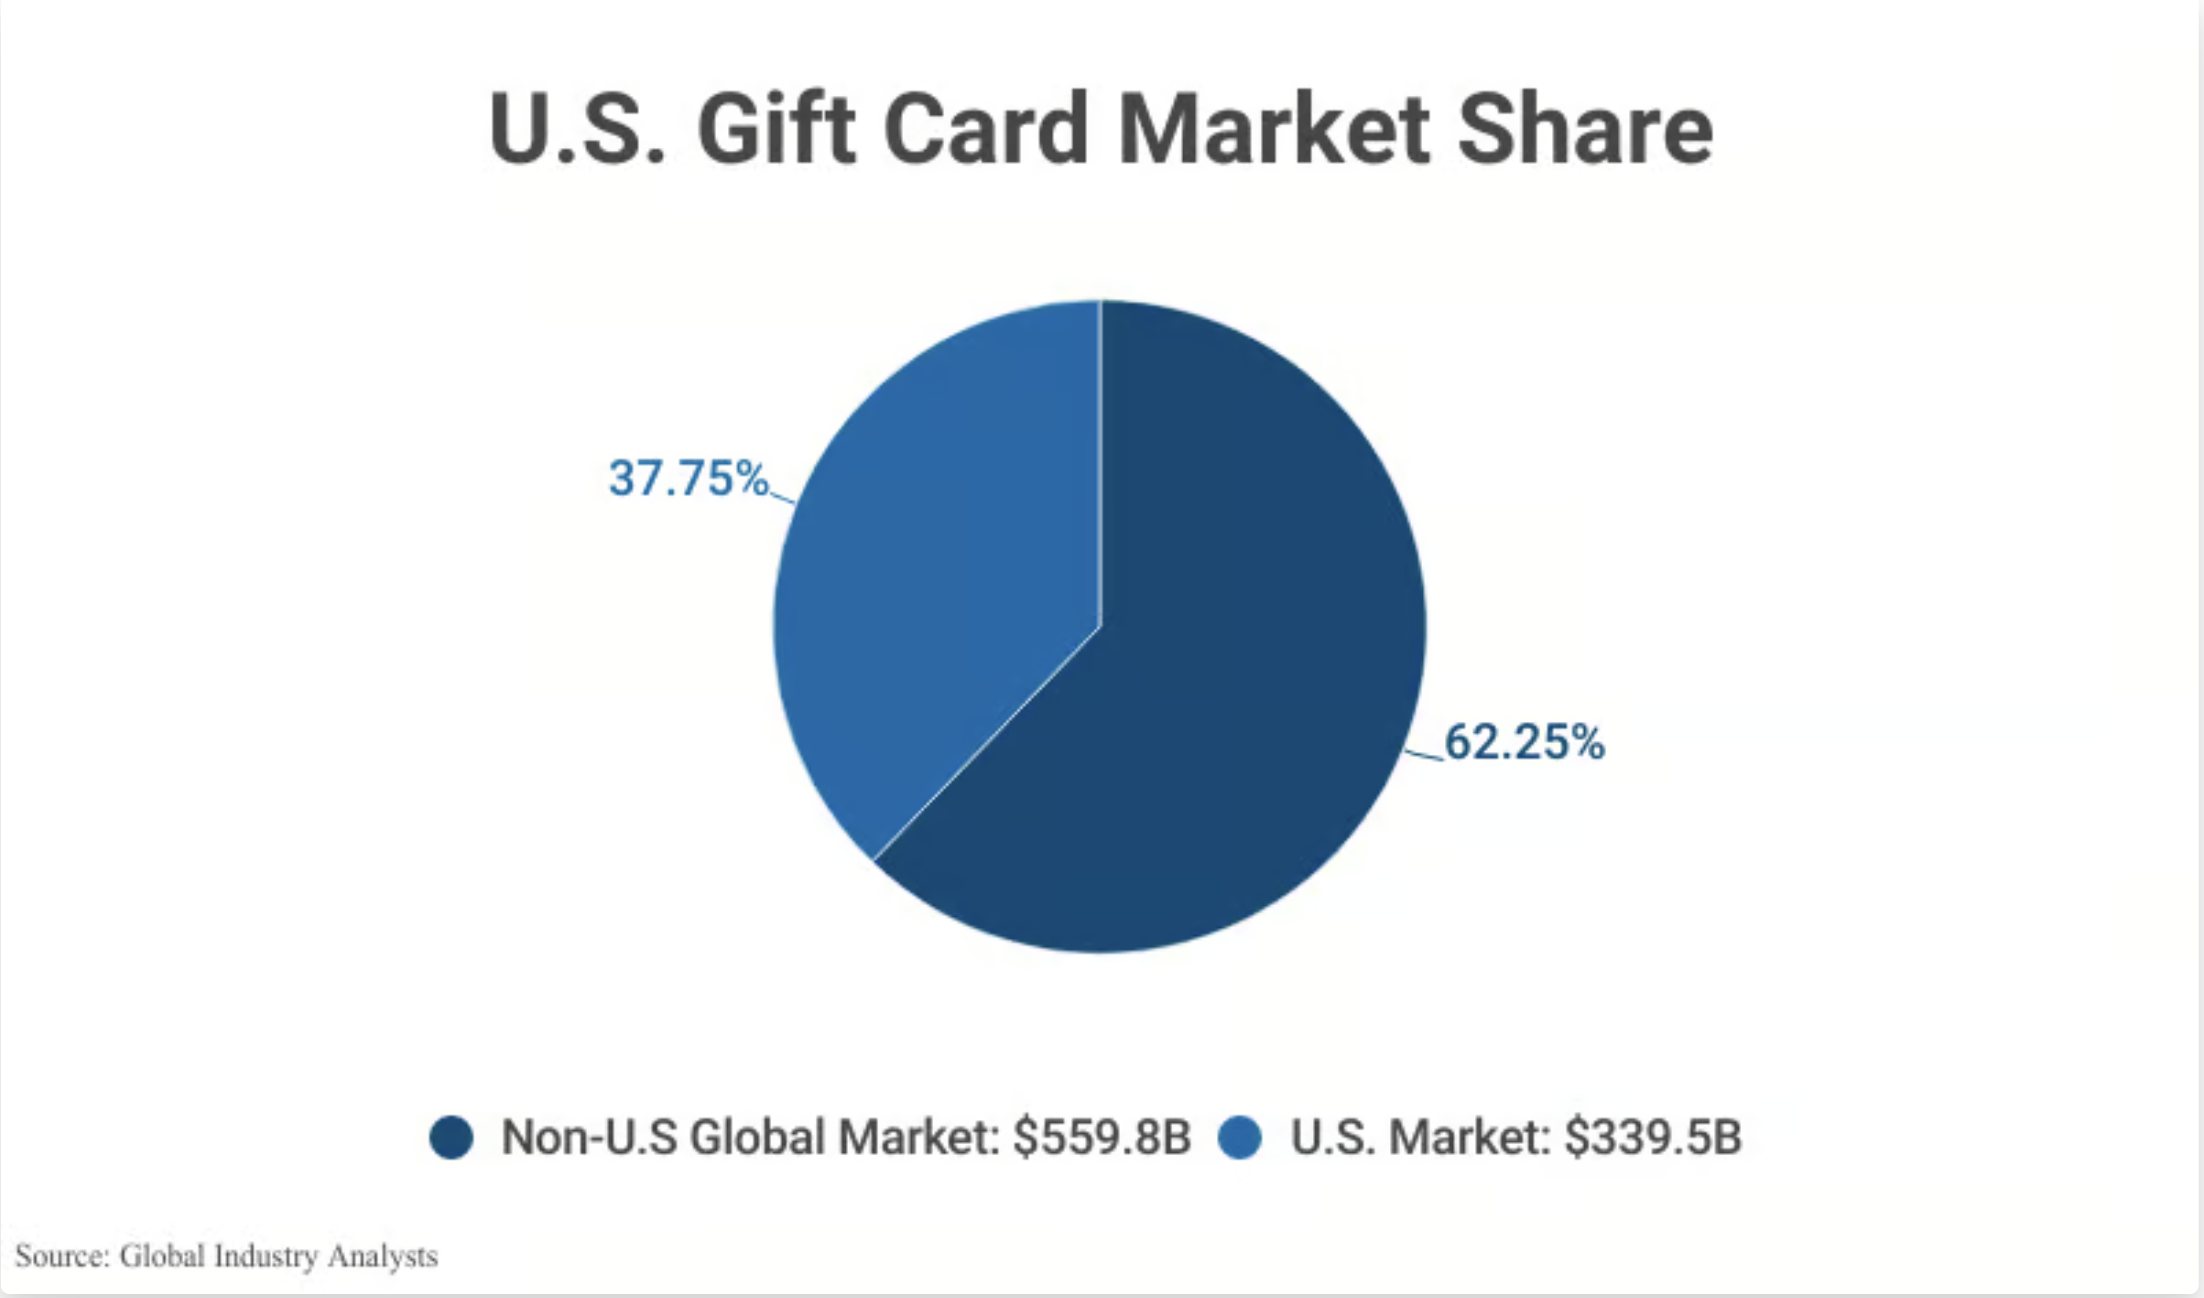 U.S. Gift Card Market Share
37.75%
62.25%
Non-U.S Global Market: $559.8B U.S. Market: $339.5B
Source: Global Industry Analysts